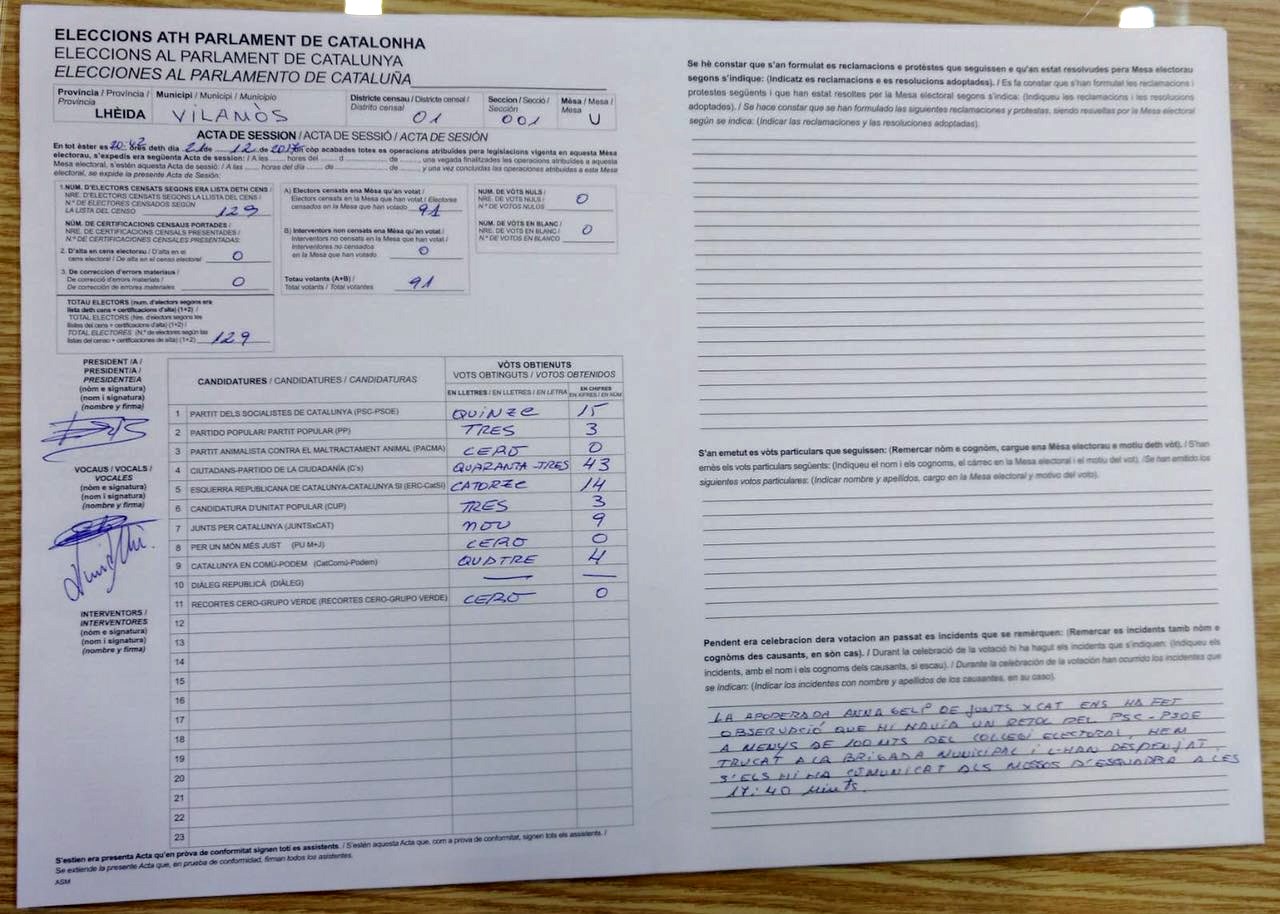 ELECCIONS ATH PARLAMENT DE CATALONHA
ELECCIONS AL PARLAMENT DE CATALUNYA
ELECCIONES AL PARLAMENTO DE CATALUÑA
Província / Província / Provincia
LHÈIDA
Municipi / Municipi / Municipio
VILAMÒS
Districte censau / Districte censal / Distrito censal
01
Seccion / Secció / Sección
001
Mèsa / Mesa / Mesa
U
ACTA DE SESSION / ACTA DE SESSIÓ / ACTA DE SESIÓN
En tot èster es 20:45 ores deth dia 21 de 12 de 2017 en còp acabades totes es operacions atribuides pera legislacions vigenta en aquesta Mèsa
electorau, s'expedís era següenta Acta de session: / A les hores del d de , una vegada finalitzades les operacions atribuïdes a aquesta
Mesa electoral, s'estén aquesta Acta de sessió: / A las horas del día de de y una vez concluidas las operaciones atribuidas a esta Mesa
electoral, se expide la presente Acta de Sesión:
1.NÚM. D'ELECTORS CENSATS SEGONS ERA LISTA DETH CENS /
NRE. D'ELECTORS CENSATS SEGONS LA LLISTA DEL CENS /
N.º DE ELECTORES CENSADOS SEGÚN
LA LISTA DEL CENSO 129
NÚM. DE CERTIFICACIONS CENSAUS PORTADES /
NRE. DE CERTIFICACIONS CENSALS PRESENTADES /
N.º DE CERTIFICACIONES CENSALES PRESENTADAS:
2. D'alta en cens electorau / D'alta en el
cens electoral / De alta en el censo electoral 0
3. De correccion d'errors materiaus /
De correcció d'errors materials /
De corrección de errores materiales 0
TOTAU ELECTORS (num. d'electors segons era
lista deth cens + certificacions d'alta) (1+2) /
TOTAL ELECTORS (Nre. d'electors segons les
llistes del cens + certificacions d'alta) (1+2) /
TOTAL ELECTORES (N.º de electores según las
listas del censo + certificaciones de alta) (1+2) 129
A) Electors censats ena Mèsa qu'an votat /
Electors censats en la Mesa que han votat / Electores
censados en la Mesa que han votado 91
B) Interventors non censats ena Mèsa qu'an votat /
Interventors no censats en la Mesa que han votat /
Interventores no censados
en la Mesa que han votado 0
Totau votants (A+B) /
Total votants / Total votantes 91
NUM. DE VÒTS NULS /
NRE. DE VOTS NULS /
N.º DE VOTOS NULOS 0
NÚM. DE VÒTS EN BLANC /
NRE. DE VOTS EN BLANC /
N.º DE VOTOS EN BLANCO 0
PRESIDENT /A /
PRESIDENT/A /
PRESIDENTE/A
(nòm e signatura)
(nom i signatura)
(nombre y firma)
VOCAUS / VOCALS /
VOCALES
(nòm e signatura)
(nom i signatura)
(nombre y firma)
INTERVENTORS /
INTERVENTORES
(nòm e signatura)
(nom i signatura)
(nombre y firma)
CANDIDATURES / CANDIDATURES / CANDIDATURAS
VÒTS OBTIENUTS
VOTS OBTINGUTS / VOTOS OBTENIDOS
EN LLETRES / EN LLETRES / EN LETRA
EN CHIFRES
EN XIFRES / EN NÚM
1 PARTIT DELS SOCIALISTES DE CATALUNYA (PSC-PSOE) QUINZE 15
2 PARTIDO POPULAR/ PARTIT POPULAR (PP) TRES 3
3 PARTIT ANIMALISTA CONTRA EL MALTRACTAMENT ANIMAL (PACMA) CERO 0
4 CIUTADANS-PARTIDO DE LA CIUDADANÍA (C's) QUARANTA-TRES 43
5 ESQUERRA REPUBLICANA DE CATALUNYA-CATALUNYA SÍ (ERC-CatSí) CATORZE 14
6 CANDIDATURA D'UNITAT POPULAR (CUP) TRES 3
7 JUNTS PER CATALUNYA (JUNTSxCAT) NOU 9
8 PER UN MÓN MÉS JUST (PU M+J) CERO 0
9 CATALUNYA EN COMÚ-PODEM (CatComú-Podem) QUATRE 4
10 DIÀLEG REPUBLICÀ (DIÀLEG) — —
11 RECORTES CERO-GRUPO VERDE (RECORTES CERO-GRUPO VERDE) CERO 0
12
13
14
15
16
17
18
19
20
21
22
23
S'estien era presenta Acta qu'en pròva de conformitat signen toti es assistents. / S'estén aquesta Acta que, com a prova de conformitat, signen tots els assistents. /
Se extiende la presente Acta que, en prueba de conformidad, firman todos los asistentes.
ASM
Se hè constar que s'an formulat es reclamacions e protèstes que seguissen e qu'an estat resolvudes pera Mesa electorau
segons s'indique: (Indicatz es reclamacions e es resolucions adoptades). / Es fa constar que s'han formulat les reclamacions i
protestes següents i que han estat resoltes per la Mesa electoral segons s'indica: (Indiqueu les reclamacions i les resolucions
adoptades). / Se hace constar que se han formulado las siguientes reclamaciones y protestas, siendo resueltas por la Mesa electoral
según se indica: (Indicar las reclamaciones y las resoluciones adoptadas).
S'an emetut es vòts particulars que seguissen: (Remercar nòm e cognòm, cargue ena Mèsa electorau e motiu deth vòt). / S'han
emès els vots particulars següents: (Indiqueu el nom i els cognoms, el càrrec en la Mesa electoral i el motiu del vot). /Se han emitido los
siguientes votos particulares: (Indicar nombre y apellidos, cargo en la Mesa electoral y motivo del voto).
Pendent era celebracion dera votacion an passat es incidents que se remèrquen: (Remercar es incidents tamb nòm e
cognòms des causants, en sòn cas). / Durant la celebració de la votació hi ha hagut els incidents que s'indiquen: (Indiqueu els
incidents, amb el nom i els cognoms dels causants, si escau). / Durante la celebración de la votación han ocurrido los incidentes que
se indican: (Indicar los incidentes con nombre y apellidos de los causantes, en su caso).
LA APODERADA ANNA GELP DE JUNTS X CAT ENS HA FET
OBSERVACIÓ QUE HI HAVIA UN RETOL DEL PSC-PSOE
A MENYS DE 100 MTS DEL COL·LEGI ELECTORAL, HEM
TRUCAT A LA BRIGADA MUNICIPAL I L-HAN DESPENJAT.
S'ELS HI HA COMUNICAT ALS MOSSOS D'ESQUADRA A LES
17:40 minuts.